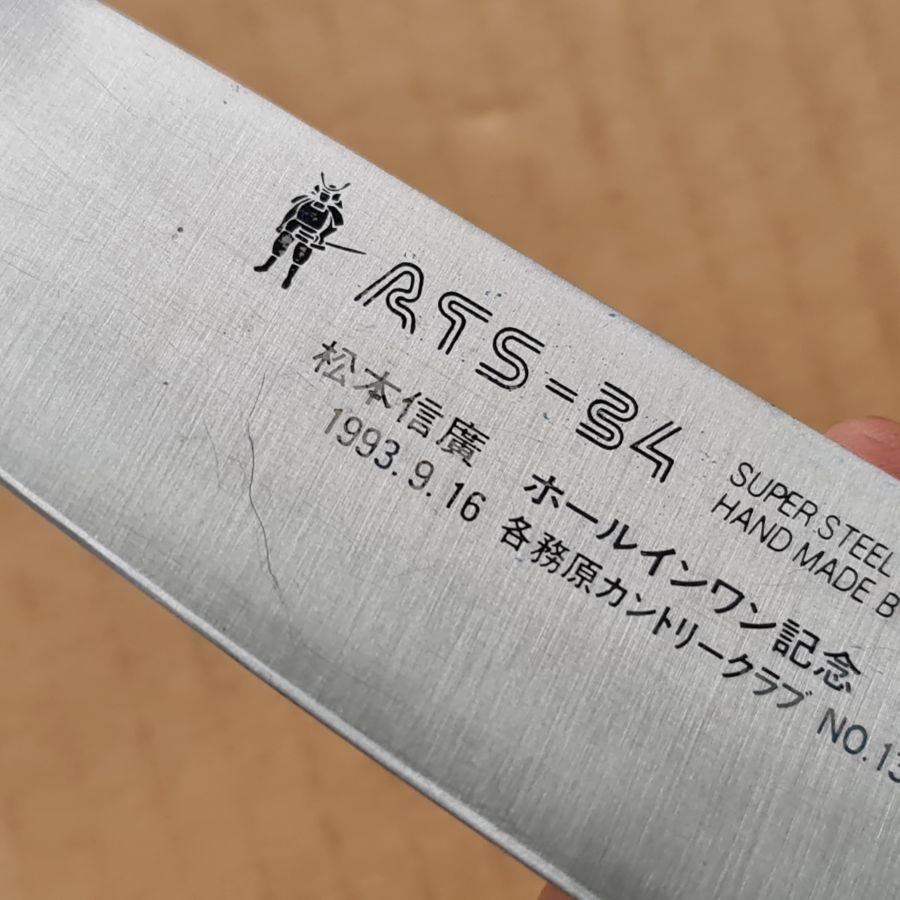 ATS-34
SUPER STEEL
HAND MADE B
松本信廣 ホールインワン記念
1993.9.16 各務原カントリークラブ NO.13